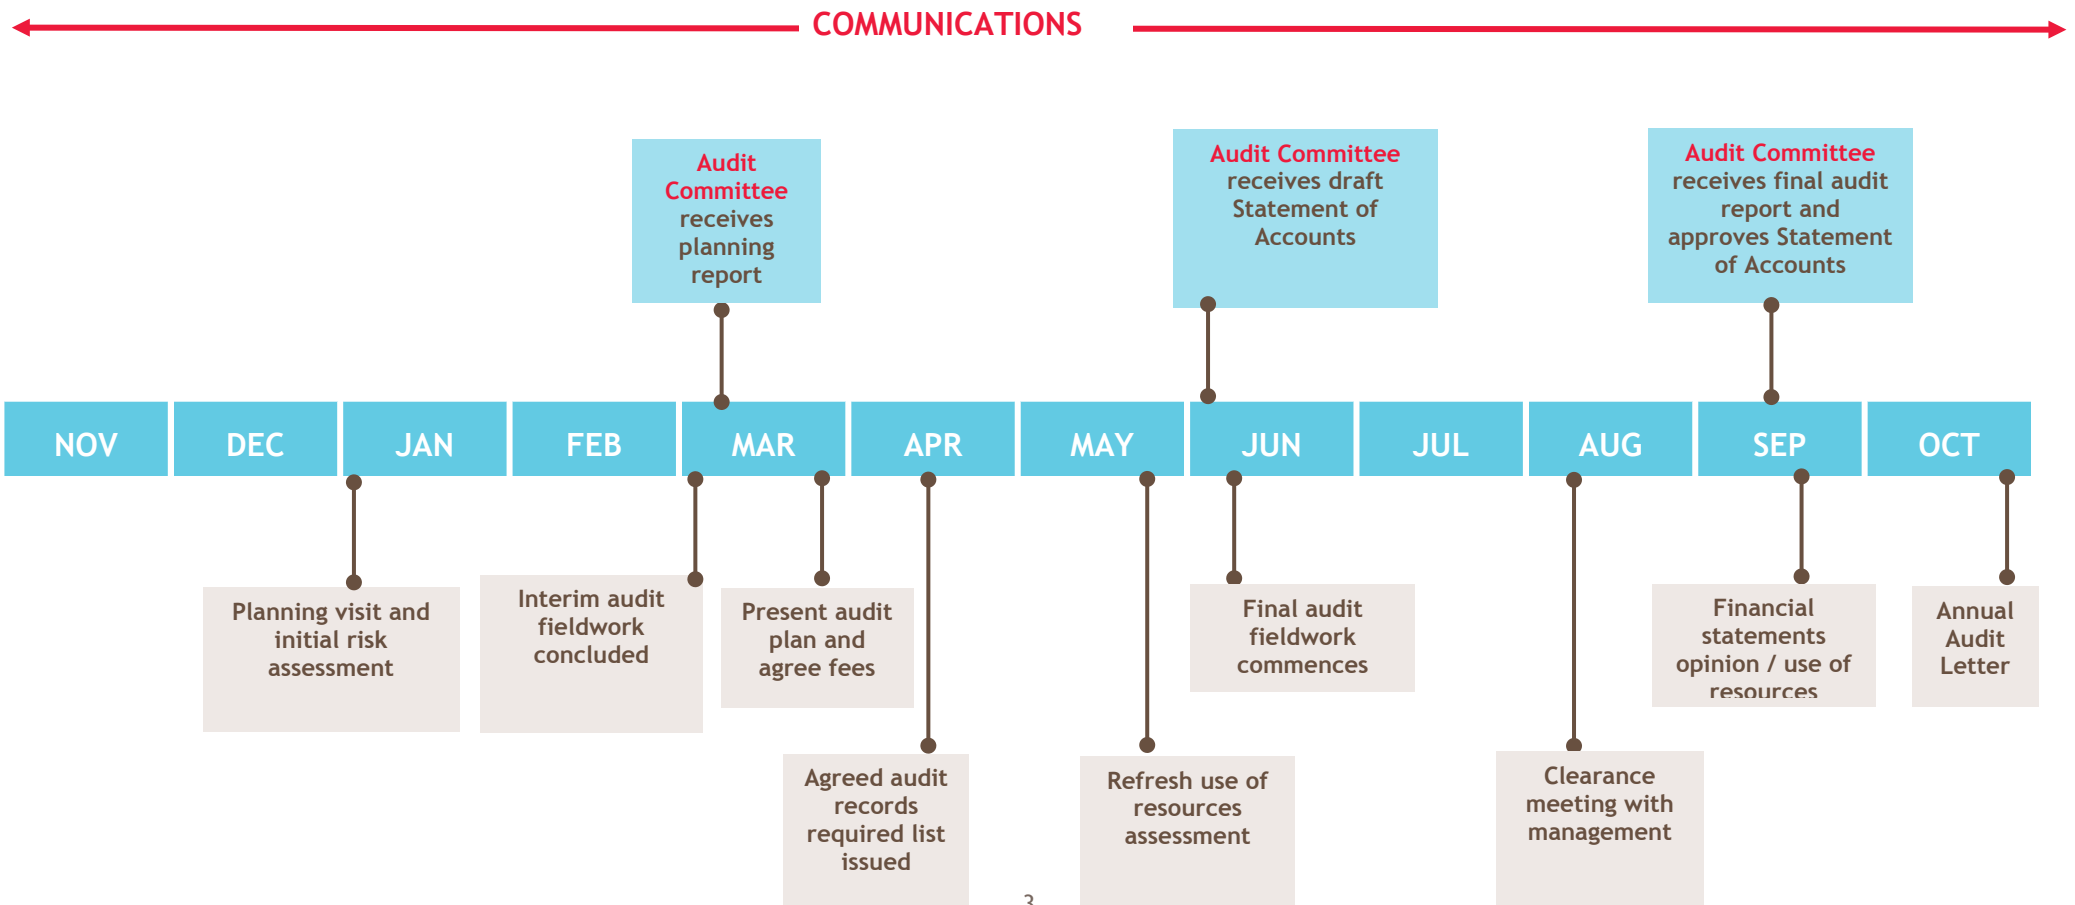 COMMUNICATIONS
Audit
Committee
receives
planning
report
Audit Committee
receives draft
Statement of
Accounts
Audit Committee
receives final audit
report and
approves Statement
of Accounts
NOV DEC JAN FEB MAR APR MAY JUN JUL AUG SEP OCT
Planning visit and
initial risk
assessment
Interim audit
fieldwork
concluded
Present audit
plan and
agree fees
Final audit
fieldwork
commences
Financial
statements
opinion / use of
resources
Annual
Audit
Letter
Agreed audit
records
required list
issued
Refresh use of
resources
assessment
Clearance
meeting with
management
3